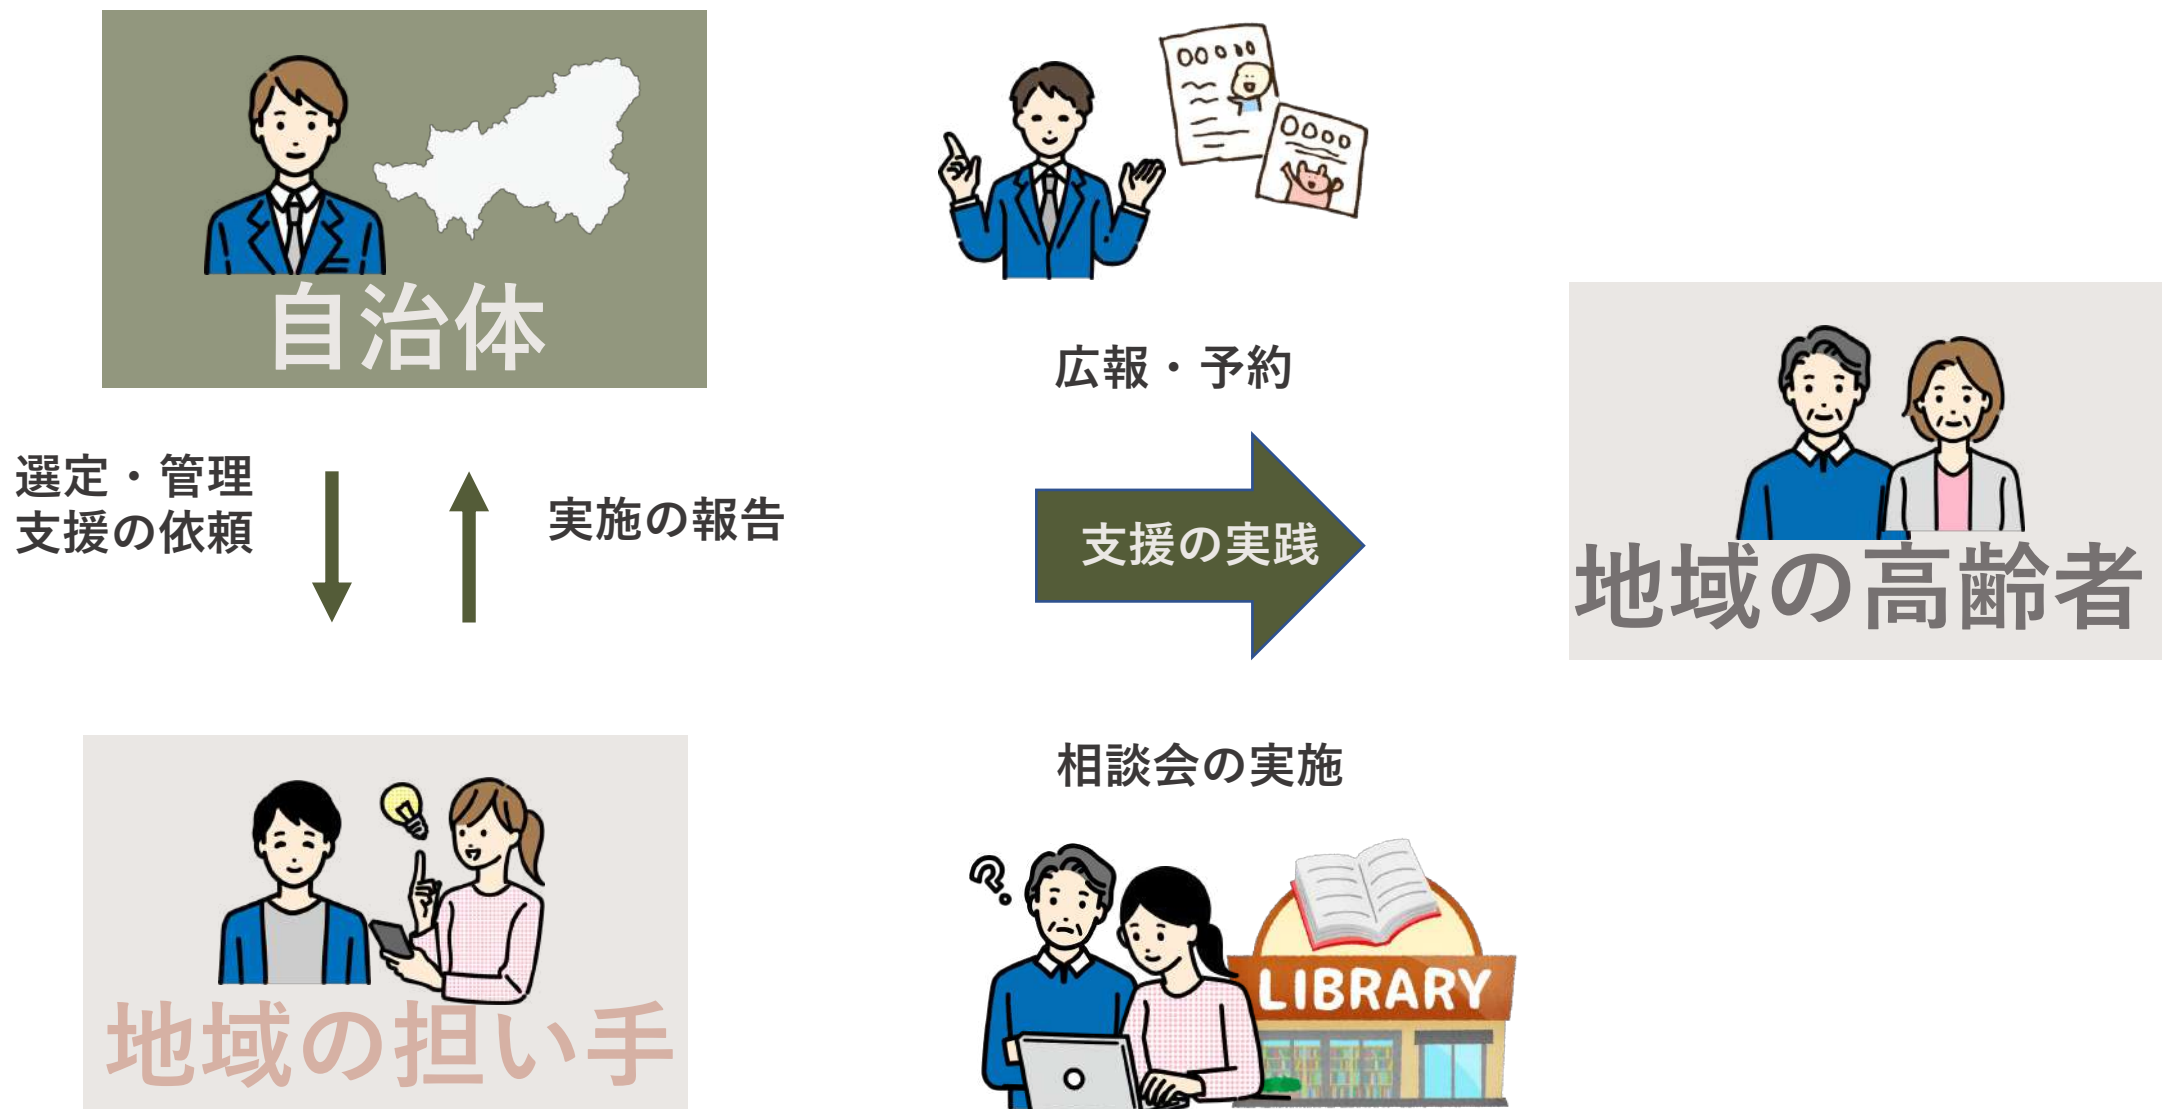 自治体
広報・予約
選定・管理
支援の依頼
実施の報告
支援の実践
地域の高齢者
相談会の実施
地域の担い手
LIBRARY